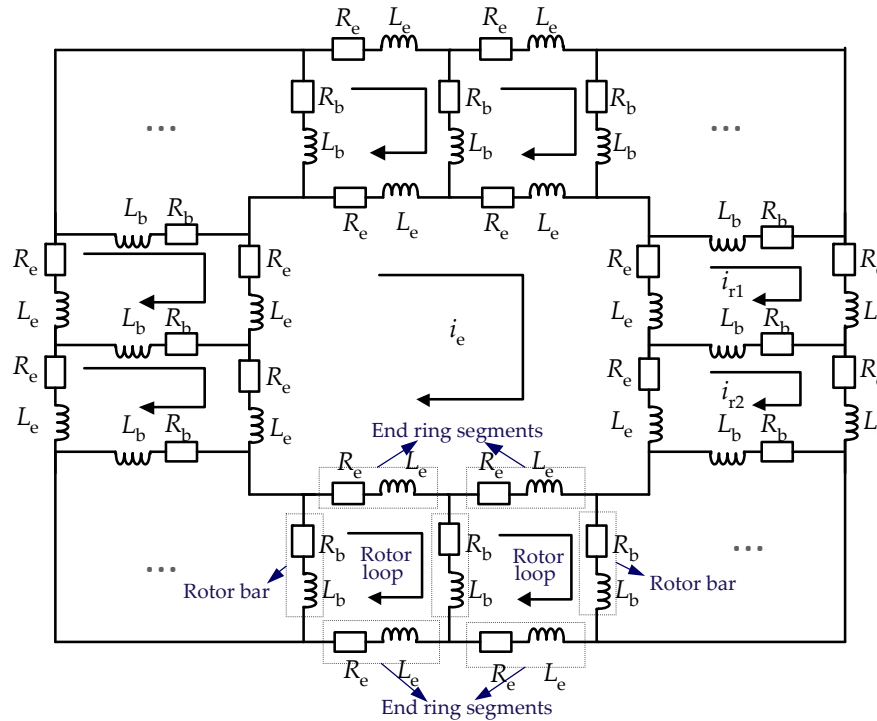 Re Le Re Le
Rb Rb Rb
Lb Lb Lb
... ...
Re Le Re Le
Lb Rb Lb Rb
Re Re Re Re
ir1
Le Le Le L
Lb Rb Lb Rb
ie
Re Re Re Re
ir2
Le Le Le L
Lb Rb Lb Rb
End ring segments
Re Le Re Le
Rb Rotor loop Rb Rotor loop Rb
... ...
Rotor bar Lb Lb Lb Rotor bar
Re Le Re Le
End ring segments